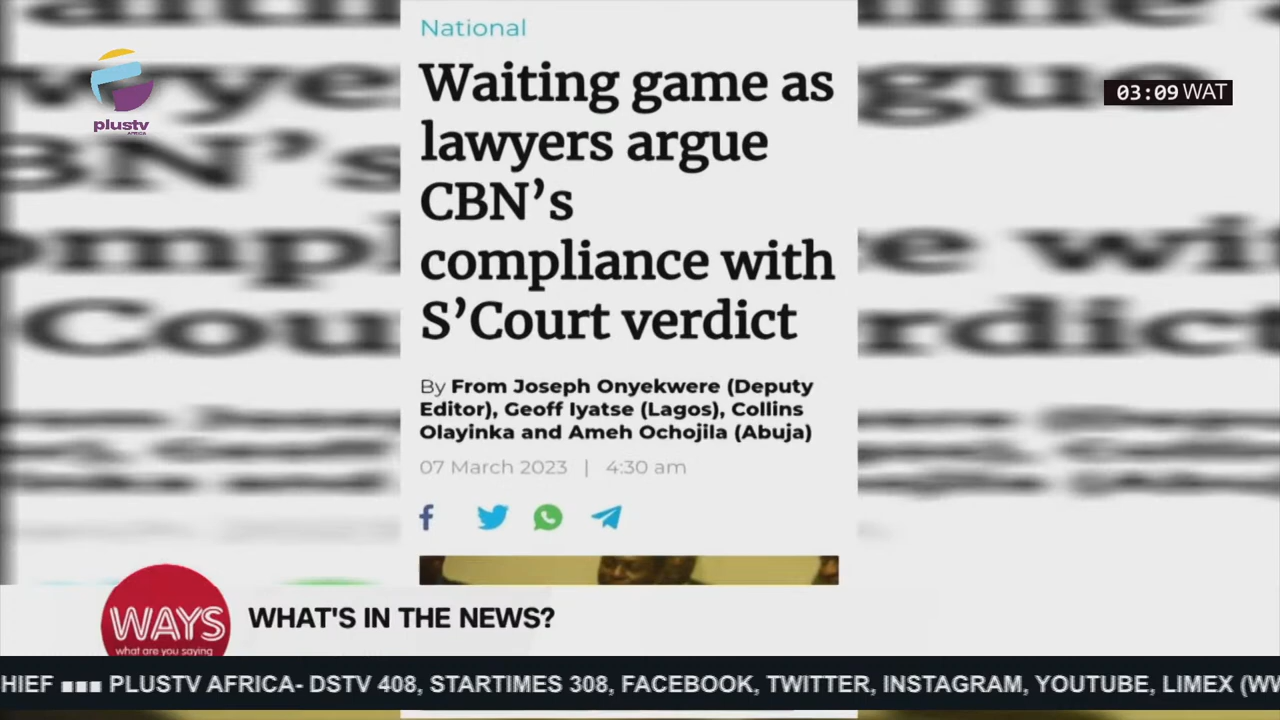 National
Waiting game as
lawyers argue
CBN's
compliance with
S'Court verdict
By From Joseph Onyekwere (Deputy
Editor), Geoff Iyatse (Lagos), Collins
Olayinka and Ameh Ochojila (Abuja)
07 March 2023 | 4:30 am
plustv
AFRICA
03:09 WAT
WAYS
what are you saying
WHAT'S IN THE NEWS?
HIEF ■■■ PLUSTV AFRICA- DSTV 408, STARTIMES 308, FACEBOOK, TWITTER, INSTAGRAM, YOUTUBE, LIMEX (WW